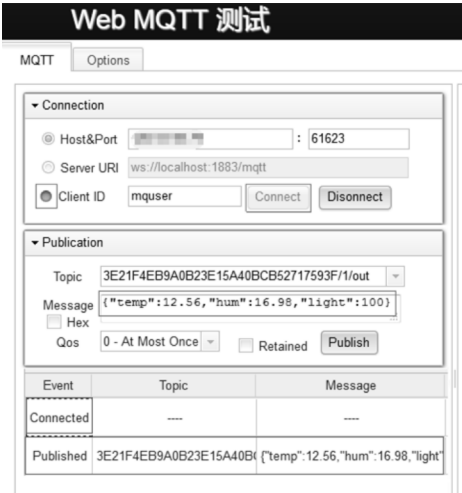 Web MQTT 测试
MQTT Options
Connection
Host&Port : 61623
Server URI ws://localhost:1883/mqtt
Client ID mquser Connect Disonnect
Publication
Topic 3E21F4EB9A0B23E15A40BCB52717593F/1/out
Message {"temp":12.56,"hum":16.98,"light":100}
Hex
Qos 0 - At Most Once Retained Publish
Event Topic Message
Connected ---- ----
Published 3E21F4EB9A0B23E15A40B( {"temp":12.56,"hum":16.98,"light"